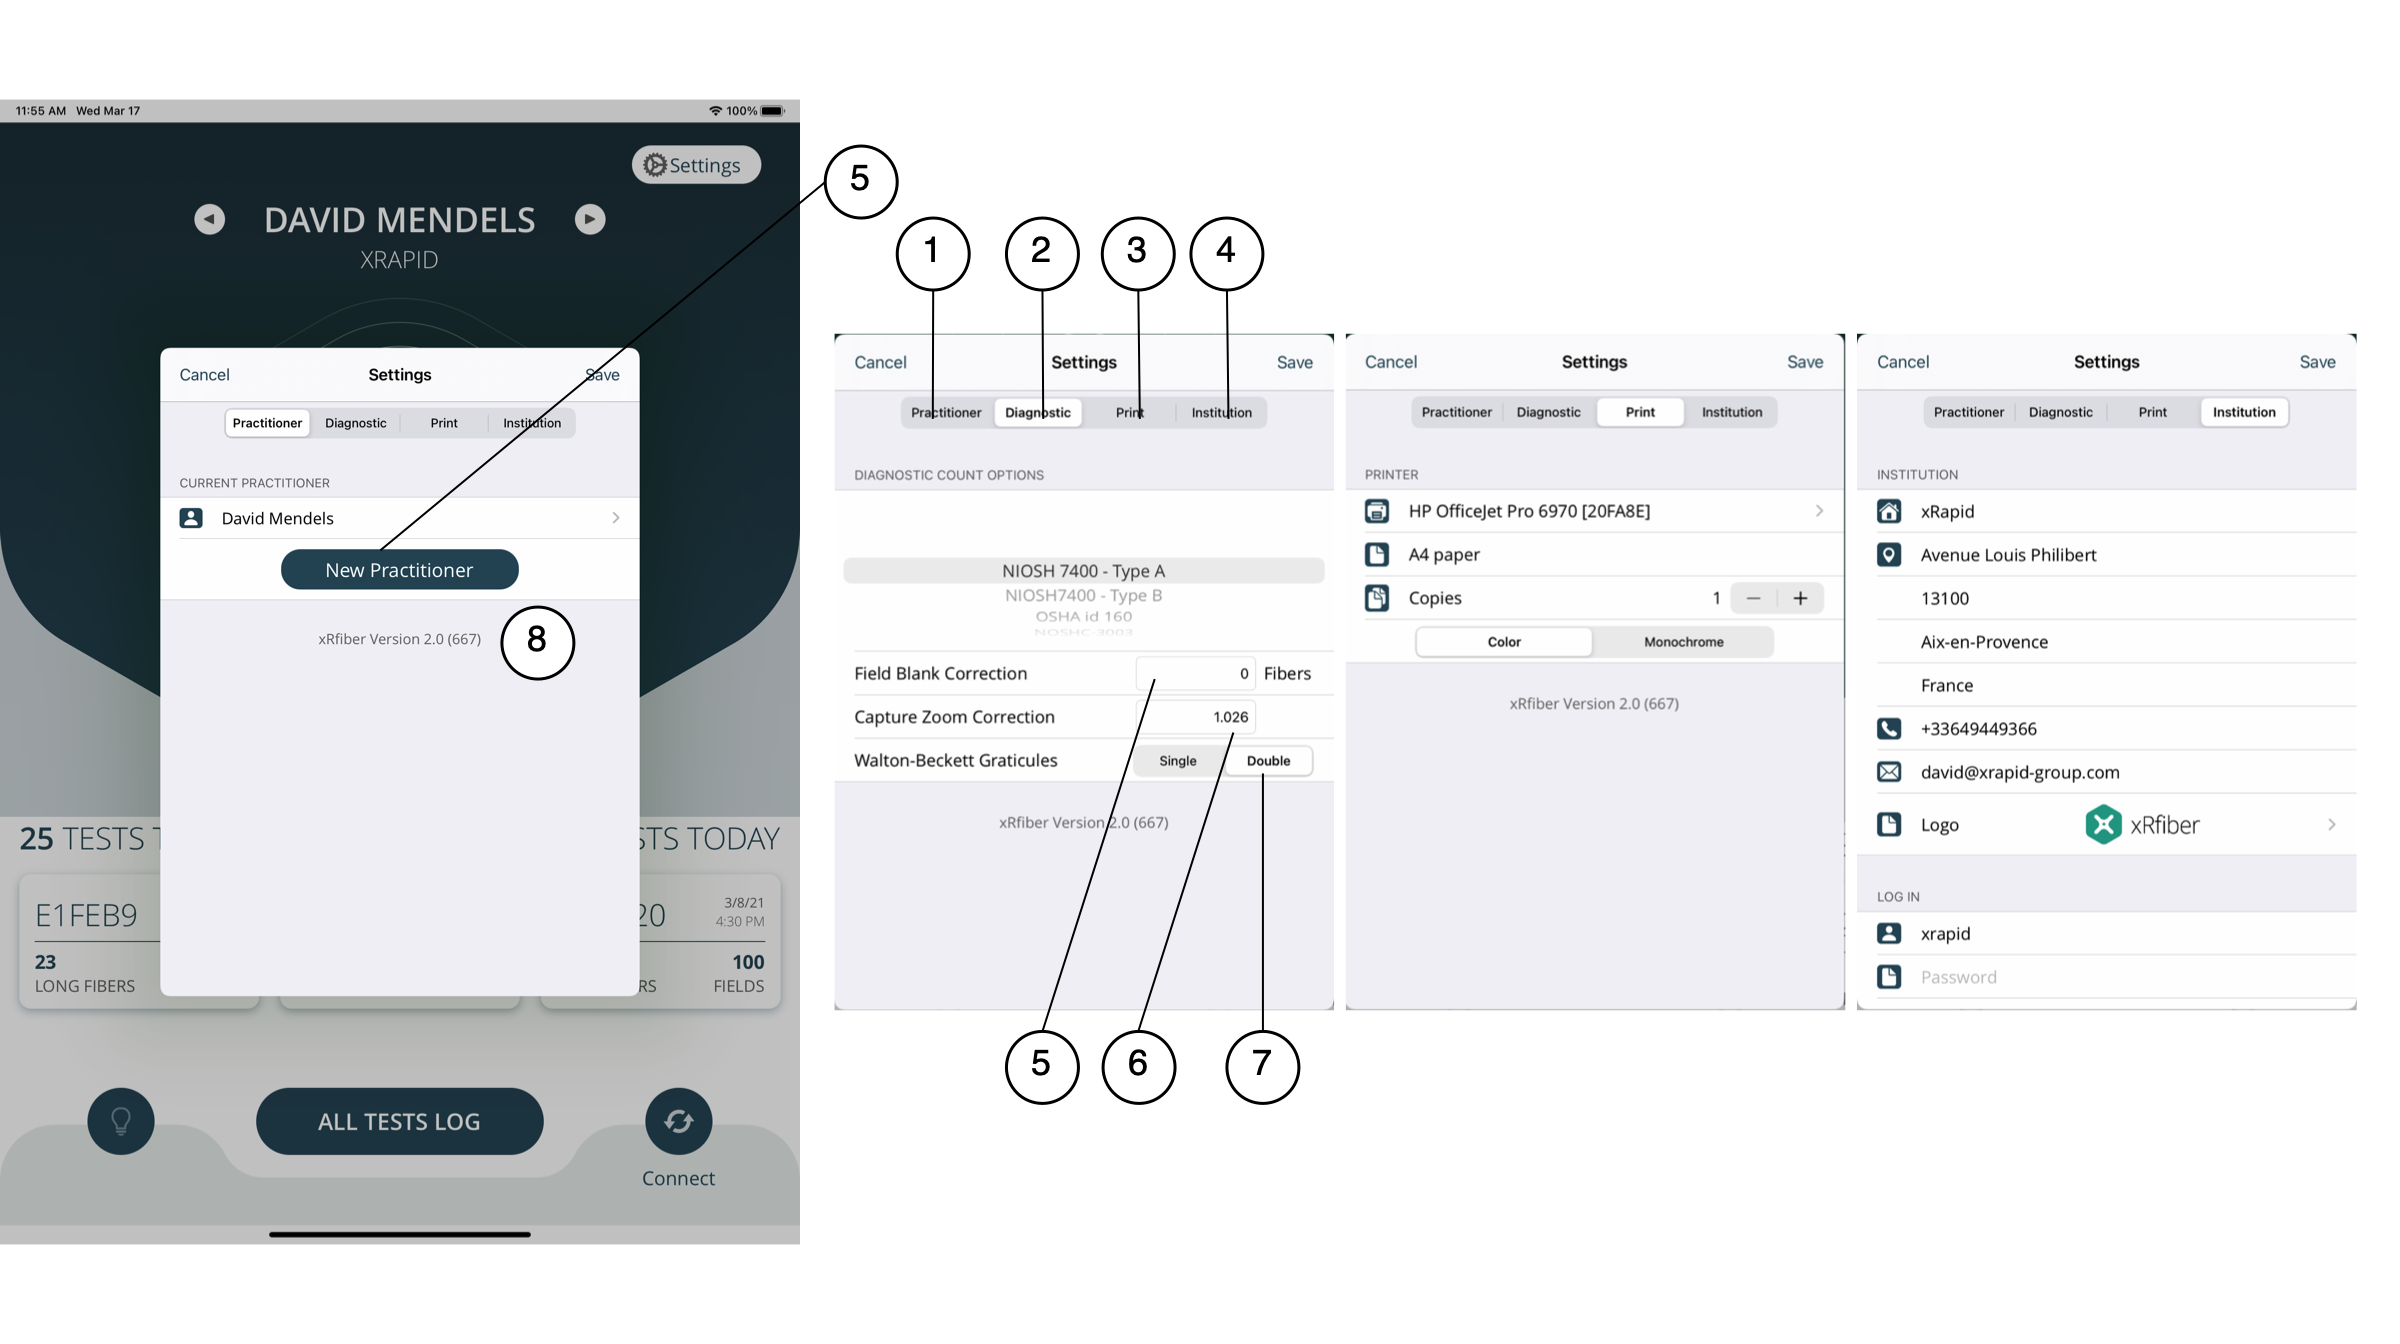 11:55 AM Wed Mar 17 100%
Settings
DAVID MENDELS
XRAPID
Cancel Settings Save
Practitioner Diagnostic Print Institution
CURRENT PRACTITIONER
David Mendels
New Practitioner
xRfiber Version 2.0 (667)
25 TESTS T
STS TODAY
E1FEB9
23
LONG FIBERS
20 3/8/21
4:30 PM
100
RS FIELDS
ALL TESTS LOG
Connect
5
8
1 2 3 4
Cancel Settings Save
Practitioner Diagnostic Print Institution
DIAGNOSTIC COUNT OPTIONS
NIOSH 7400 - Type A
NIOSH7400 - Type B
OSHA id 160
NOSHC-3003
Field Blank Correction 0 Fibers
Capture Zoom Correction 1.026
Walton-Beckett Graticules Single Double
xRfiber Version 2.0 (667)
5 6 7
Cancel Settings Save
Practitioner Diagnostic Print Institution
PRINTER
HP OfficeJet Pro 6970 [20FA8E]
A4 paper
Copies 1 − +
Color Monochrome
xRfiber Version 2.0 (667)
Cancel Settings Save
Practitioner Diagnostic Print Institution
INSTITUTION
xRapid
Avenue Louis Philibert
13100
Aix-en-Provence
France
+33649449366
david@xrapid-group.com
Logo xRfiber
LOG IN
xrapid
Password